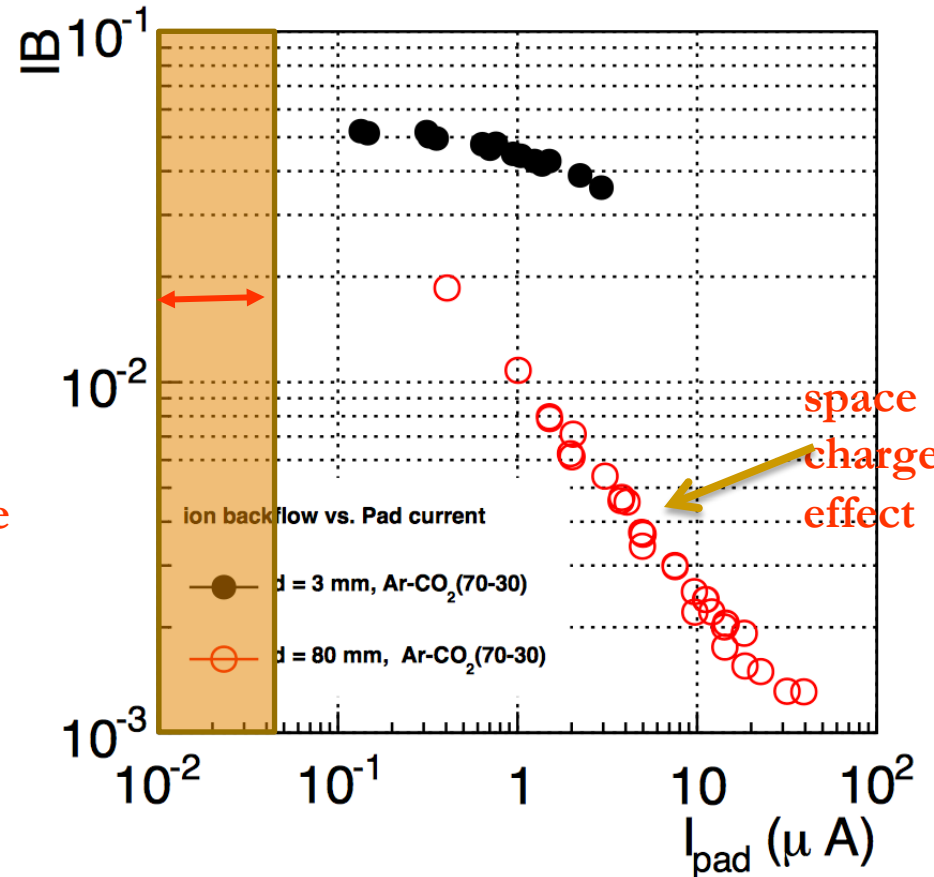 IB
10^-1
10^-2
10^-3
space
charge
effect
e
ion backflow vs. Pad current
d = 3 mm, Ar-CO₂(70-30)
d = 80 mm, Ar-CO₂(70-30)
10^-2 10^-1 1 10 10^2
I_pad (μ A)